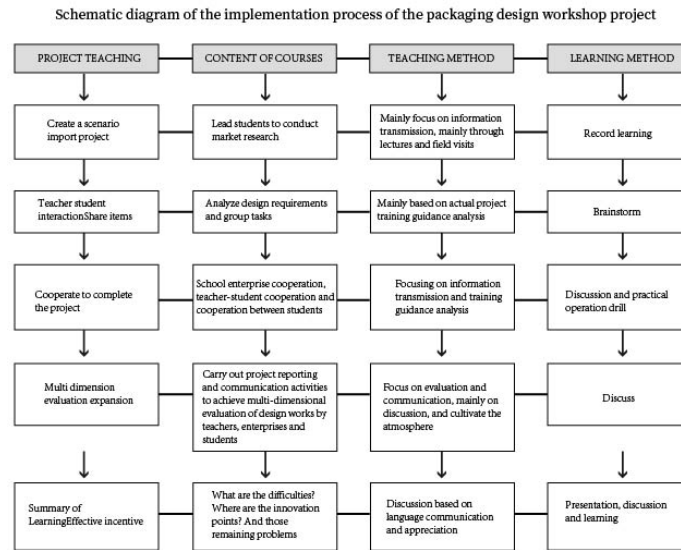 Schematic diagram of the implementation process of the packaging design workshop project
PROJECT TEACHING
CONTENT OF COURSES
TEACHING METHOD
LEARNING METHOD
Create a scenario
import project
Lead students to conduct
market research
Mainly focus on information
transmission, mainly through
lectures and field visits
Record learning
Teacher student
interactionShare items
Analyze design requirements
and group tasks
Mainly based on actual project
training guidance analysis
Brainstorm
Cooperate to complete
the project
School enterprise cooperation,
teacher-student cooperation and
cooperation between students
Focusing on information
transmission and training
guidance analysis
Discussion and practical
operation drill
Multi dimension
evaluation expansion
Carry out project reporting
and communication activities
to achieve multi-dimensional
evaluation of design works by
teachers, enterprises and
students
Focus on evaluation and
communication, mainly on
discussion, and cultivate the
atmosphere
Discuss
Summary of
LearningEffective incentive
What are the difficulties?
Where are the innovation
points? And those
remaining problems
Discussion based on
language communication
and appreciation
Presentation, discussion
and learning